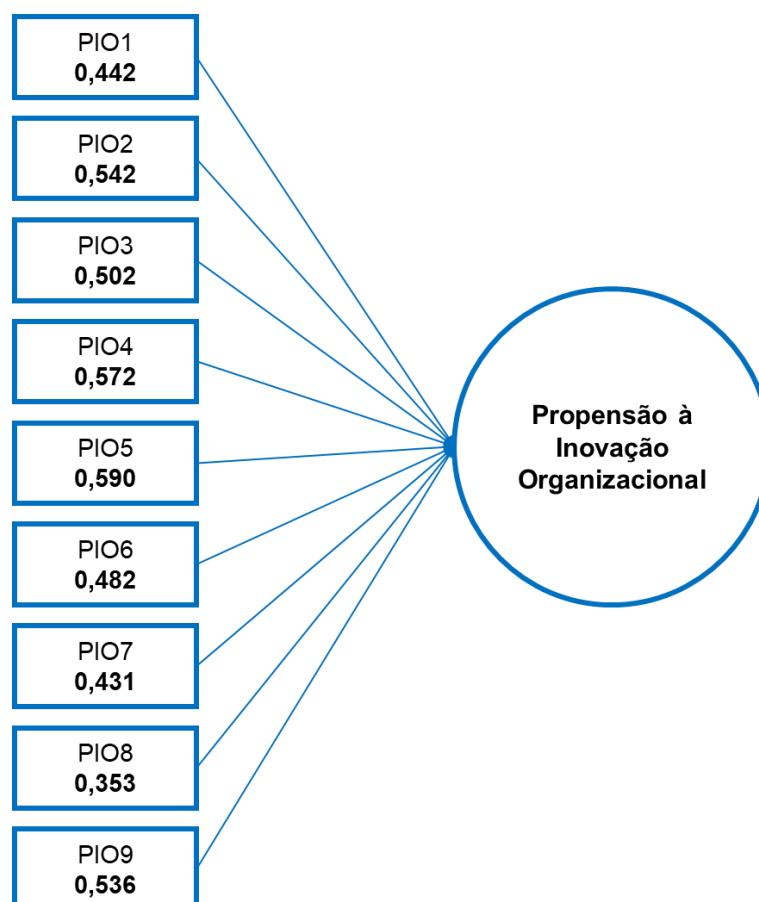 PIO1
0,442
PIO2
0,542
PIO3
0,502
PIO4
0,572
PIO5
0,590
PIO6
0,482
PIO7
0,431
PIO8
0,353
PIO9
0,536
Propensão à
Inovação
Organizacional